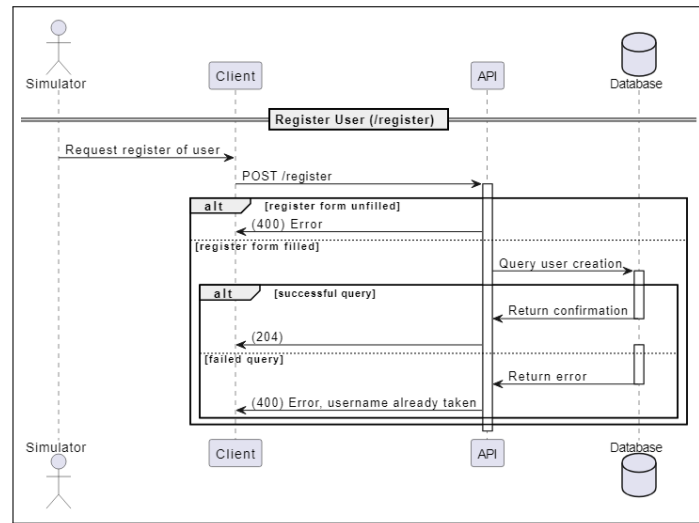 Simulator
Client
API
Database
Register User (/register)
Request register of user
POST /register
alt [register form unfilled]
(400) Error
[register form filled]
Query user creation
alt [successful query]
Return confirmation
(204)
[failed query]
Return error
(400) Error, username already taken
Simulator
Client
API
Database